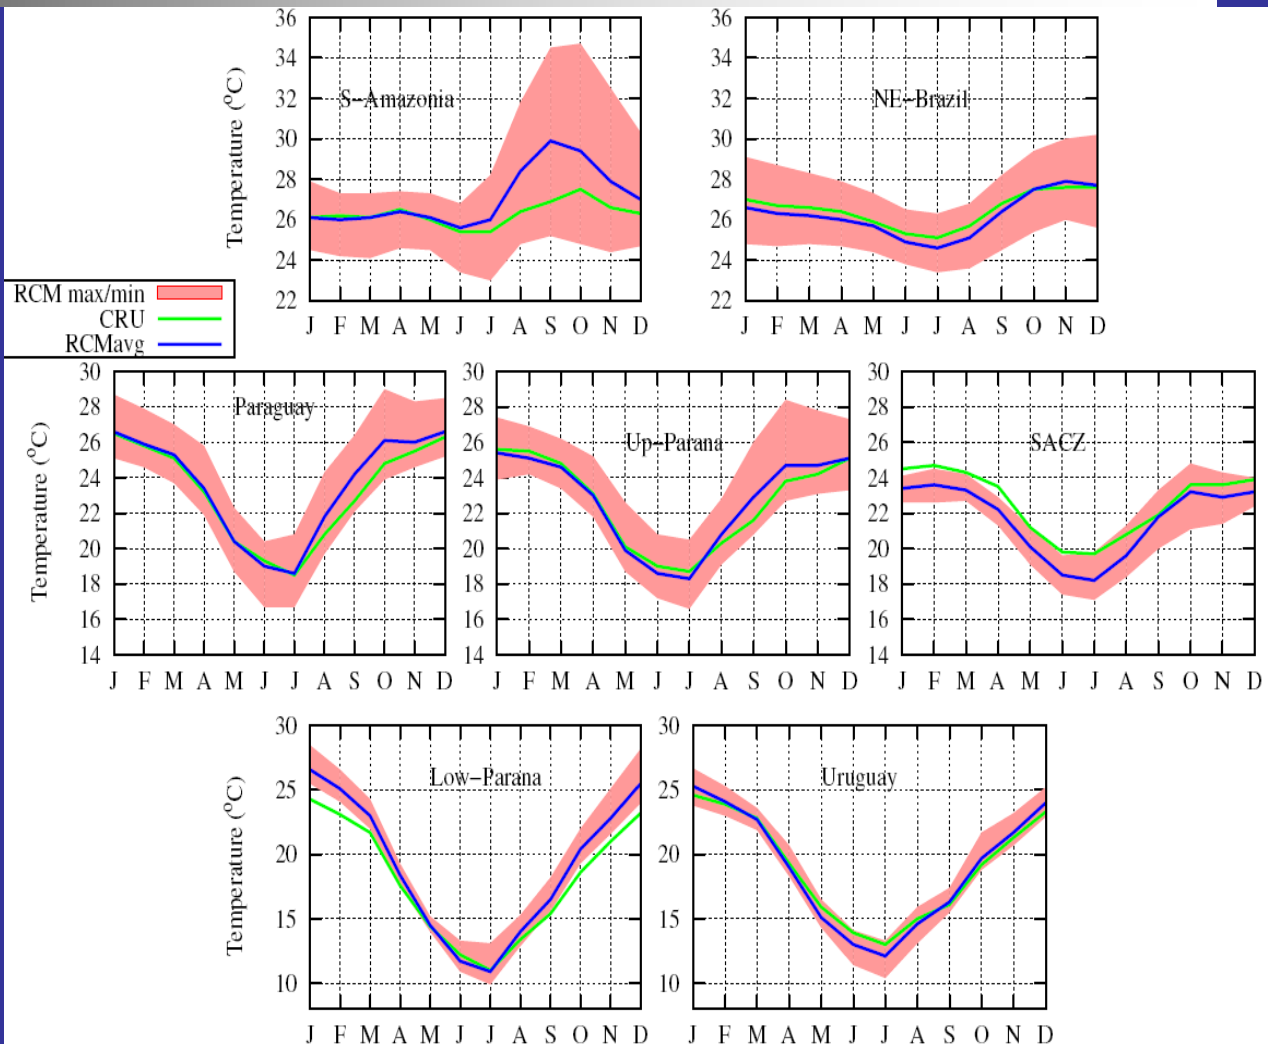 36
34
32
30
28
26
24
22
Temperature (°C)
S-Amazonia
J F M A M J J A S O N D
36
34
32
30
28
26
24
22
NE-Brazil
J F M A M J J A S O N D
RCM max/min
CRU
RCMavg
30
28
26
24
22
20
18
16
14
Temperature (°C)
Paraguay
J F M A M J J A S O N D
30
28
26
24
22
20
18
16
14
Up-Parana
J F M A M J J A S O N D
30
28
26
24
22
20
18
16
14
SACZ
J F M A M J J A S O N D
30
25
20
15
10
Temperature (°C)
Low-Parana
J F M A M J J A S O N D
30
25
20
15
10
Uruguay
J F M A M J J A S O N D